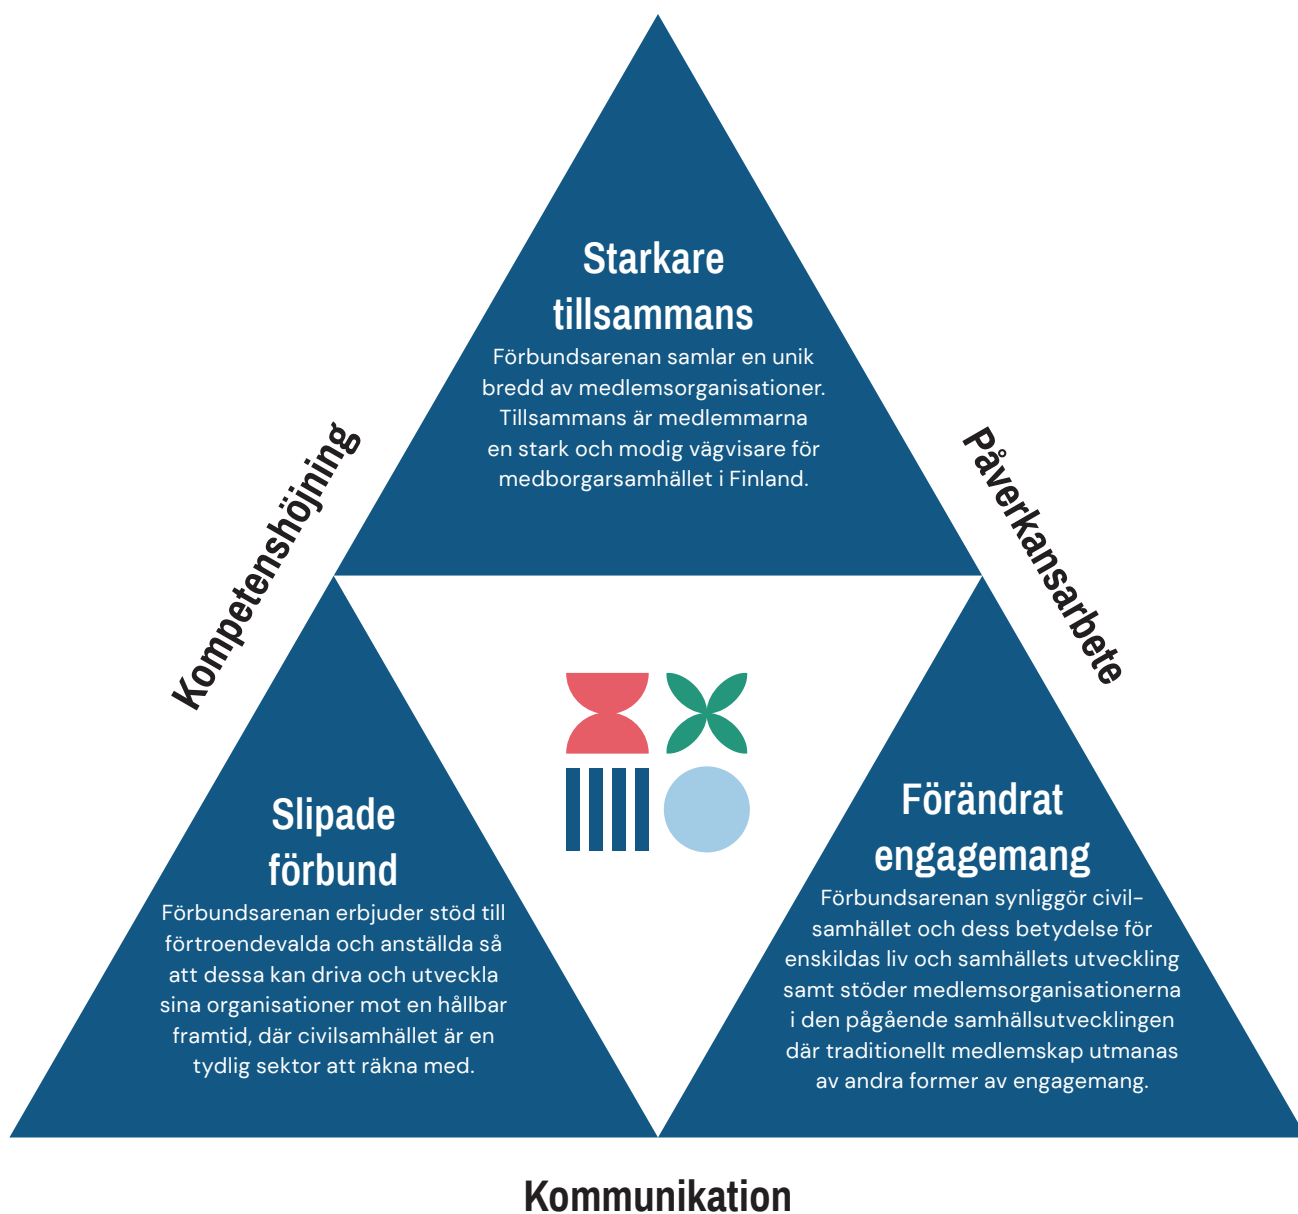 Starkare
tillsammans
Förbundsarenan samlar en unik
bredd av medlemsorganisationer.
Tillsammans är medlemmarna
en stark och modig vägvisare för
medborgarsamhället i Finland.
Kompetenshöjning
Påverkansarbete
Slipade
förbund
Förbundsarenan erbjuder stöd till
förtroendevalda och anställda så
att dessa kan driva och utveckla
sina organisationer mot en hållbar
framtid, där civilsamhället är en
tydlig sektor att räkna med.
Förändrat
engagemang
Förbundsarenan synliggör civil-
samhället och dess betydelse för
enskildas liv och samhällets utveckling
samt stöder medlemsorganisationerna
i den pågående samhällsutvecklingen
där traditionellt medlemskap utmanas
av andra former av engagemang.
Kommunikation